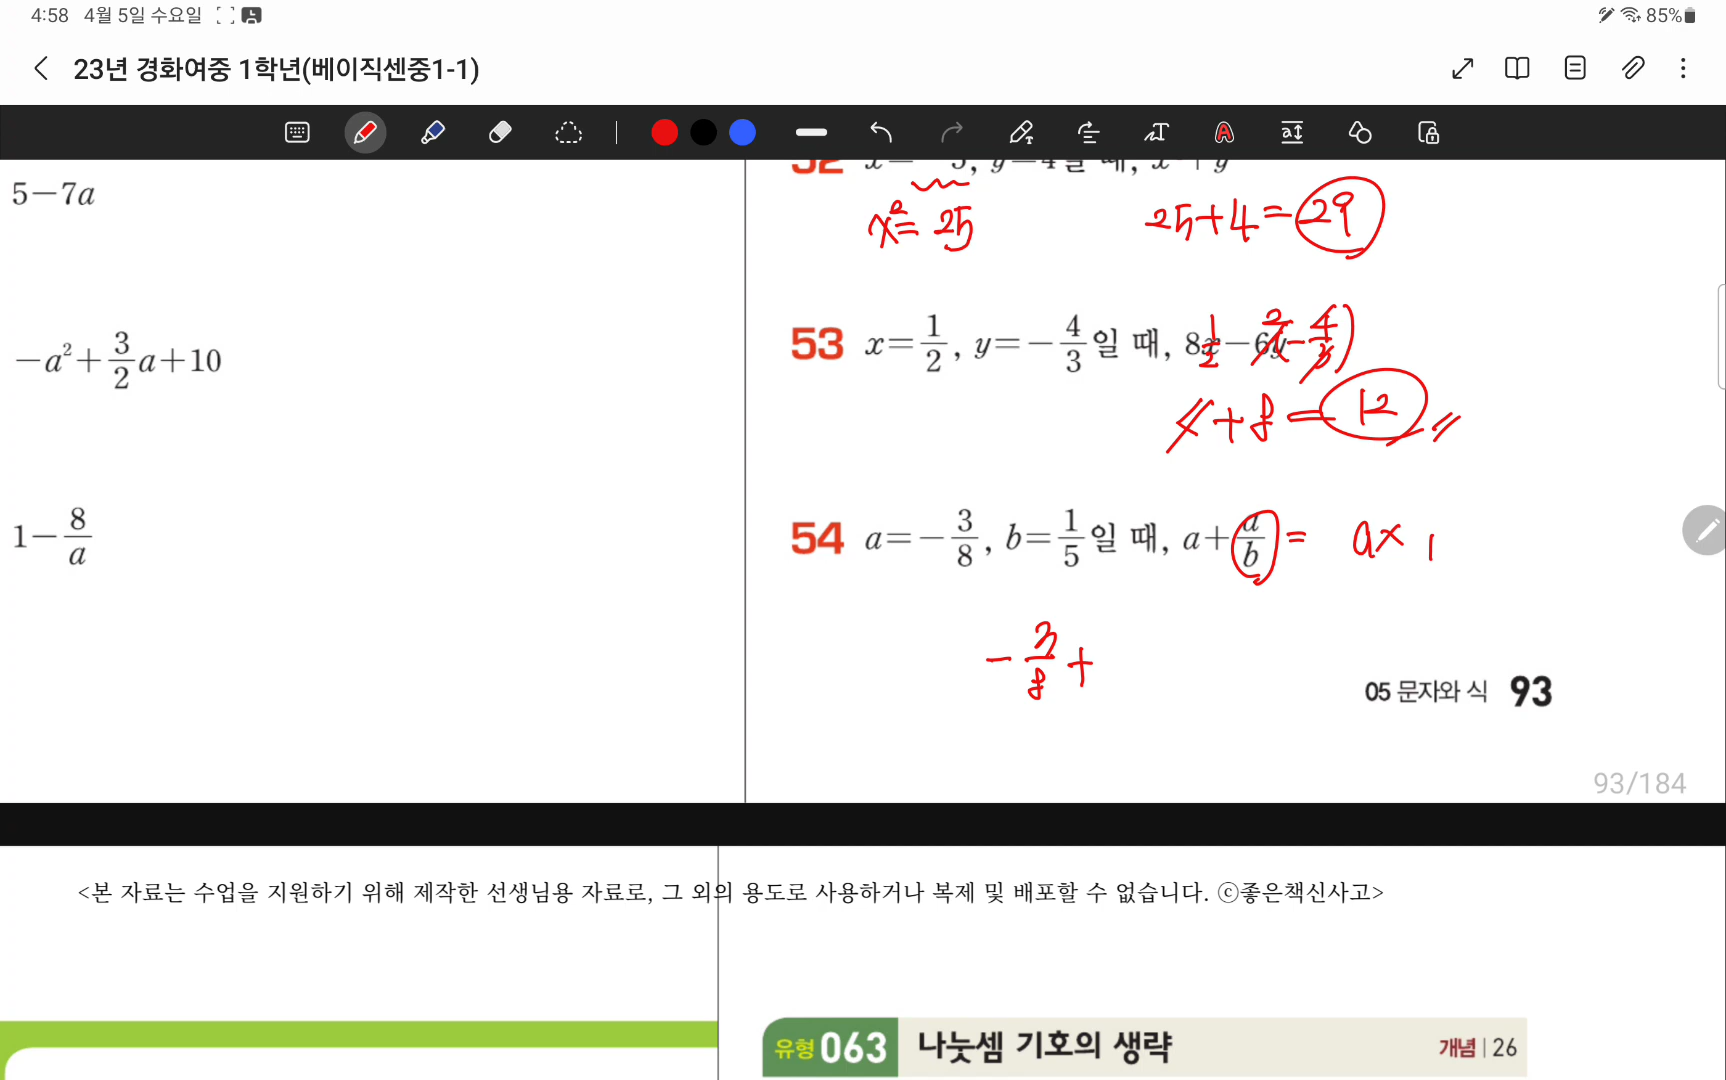 4:58 4월 5일 수요일 85%
23년 경화여중 1학년(베이직쎈중1-1)
5-7a
-a²+3/2a+10
1-8/a
x²=25 25+4=29
53 x=1/2, y=-4/3일 때, 8x-6y
+8=12
54 a=-3/8, b=1/5일 때, a+a/b = a×
-3/8+
05 문자와 식 93
93/184
<본 자료는 수업을 지원하기 위해 제작한 선생님용 자료로, 그 외의 용도로 사용하거나 복제 및 배포할 수 없습니다. ⓒ좋은책신사고>
유형 063 나눗셈 기호의 생략 개념 | 26